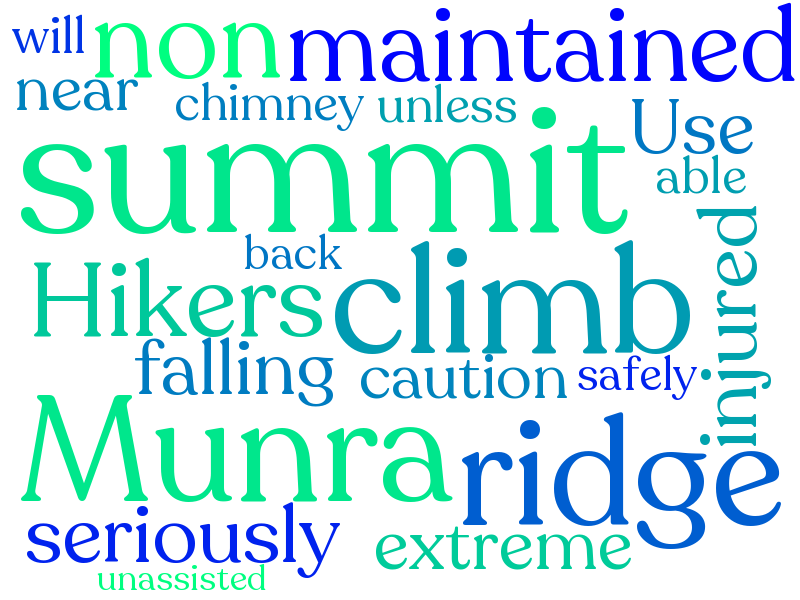 will non maintained
near chimney unless Use
summit able
back injured
Hikers climb
falling caution safely
Munra ridge
seriously extreme
unassisted